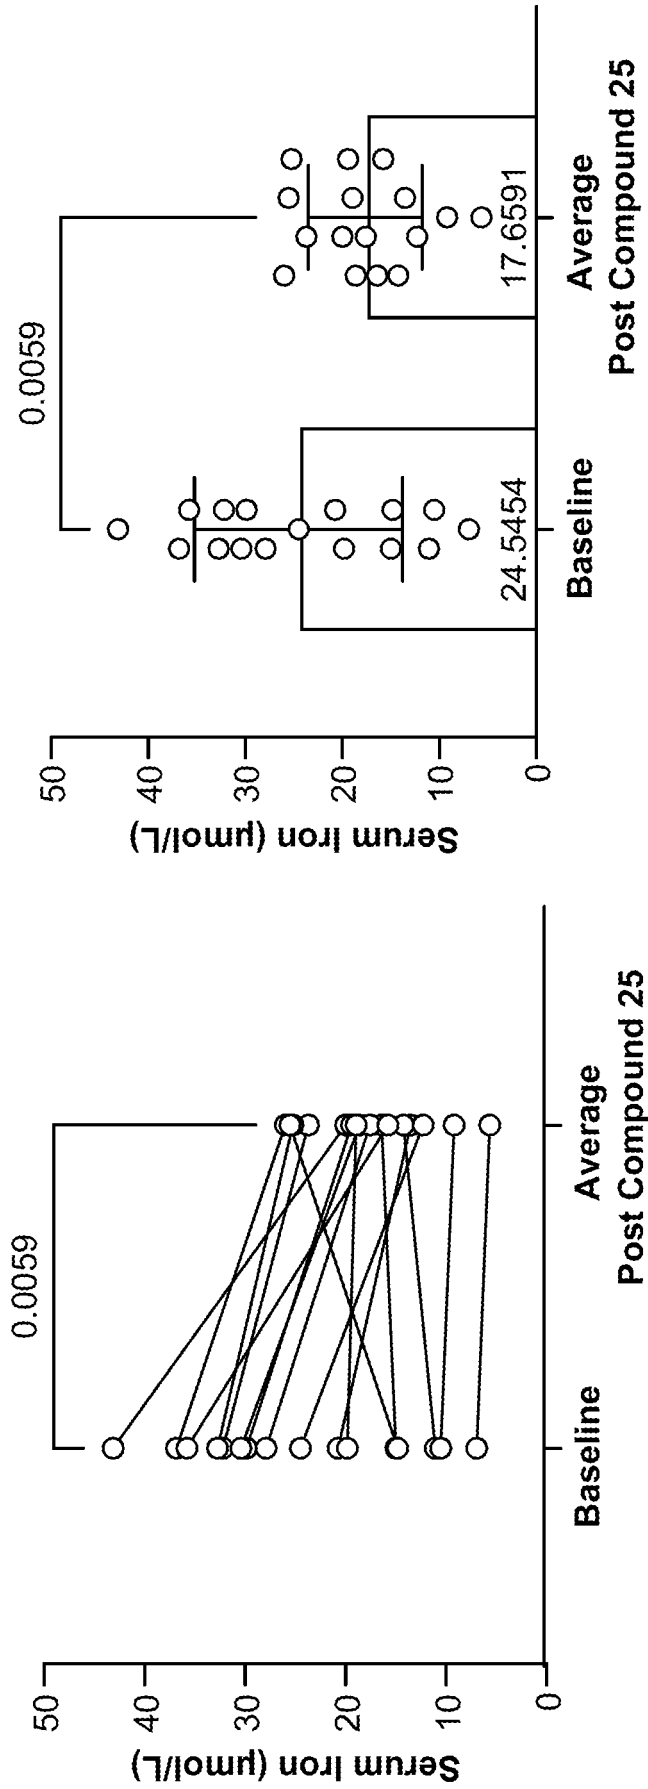 Serum Iron (µmol/L)
50
40
30
20
10
0
0.0059
Baseline
Average
Post Compound 25
Serum Iron (µmol/L)
50
40
30
20
10
0
0.0059
24.5454
17.6591
Baseline
Average
Post Compound 25